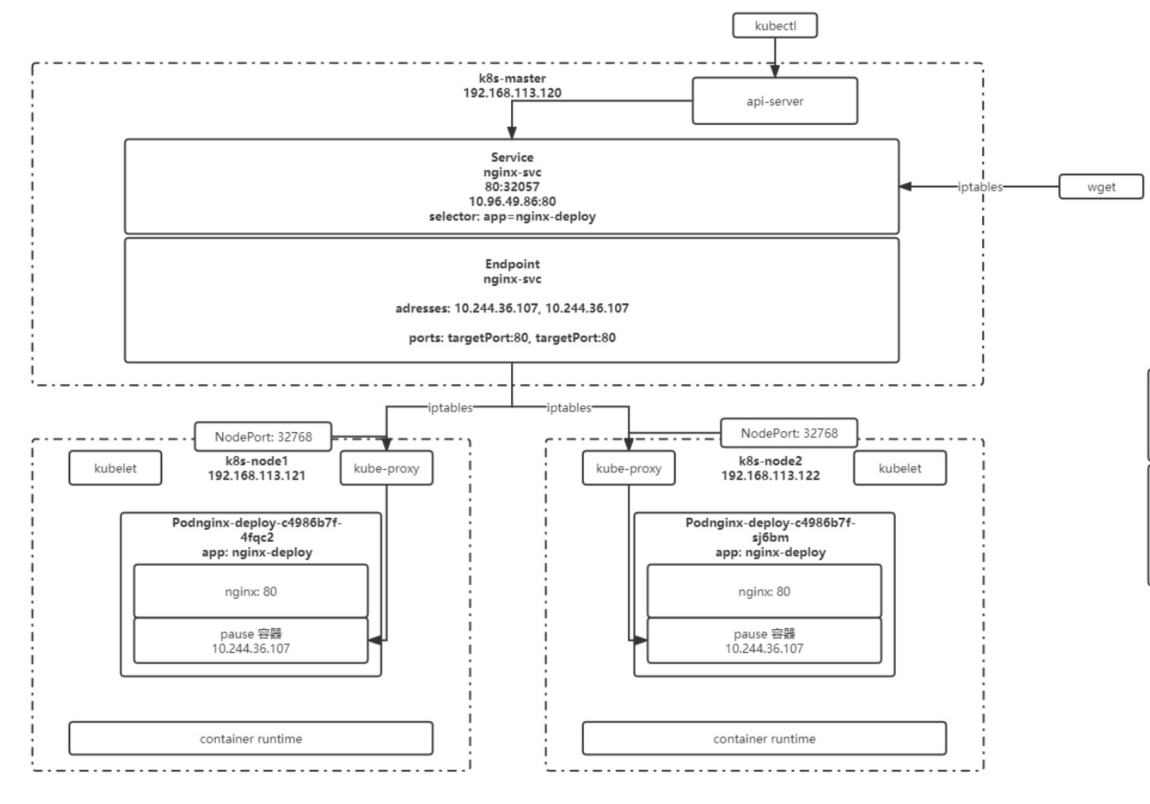 kubectl
k8s-master
192.168.113.120
api-server
Service
nginx-svc
80:32057
10.96.49.86:80
selector: app=nginx-deploy
iptables
wget
Endpoint
nginx-svc
adresses: 10.244.36.107, 10.244.36.107
ports: targetPort:80, targetPort:80
iptables
iptables
NodePort: 32768
kubelet
k8s-node1
192.168.113.121
kube-proxy
Podnginx-deploy-c4986b7f-
4fqc2
app: nginx-deploy
nginx: 80
pause 容器
10.244.36.107
container runtime
NodePort: 32768
kube-proxy
k8s-node2
192.168.113.122
kubelet
Podnginx-deploy-c4986b7f-
sj6bm
app: nginx-deploy
nginx: 80
pause 容器
10.244.36.107
container runtime